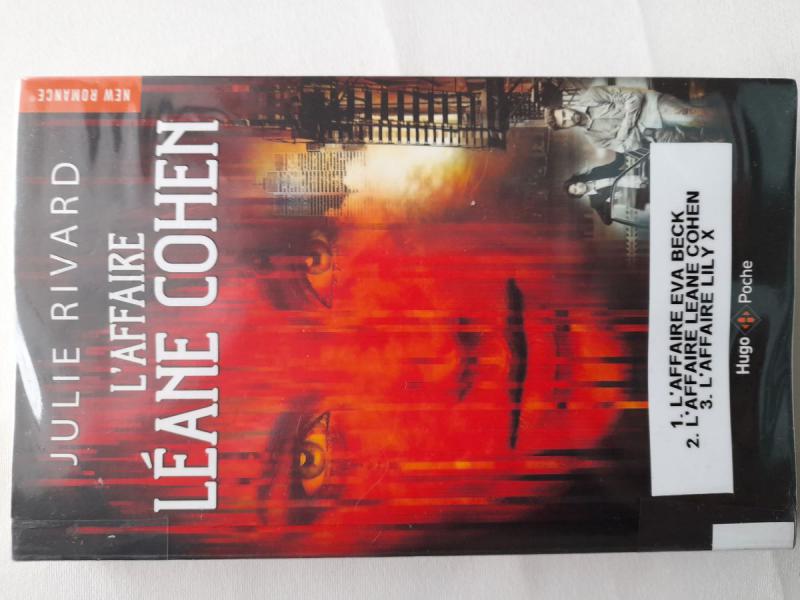 NEW ROMANCE®
JULIE RIVARD
L'AFFAIRE
LÉANE COHEN
1. L'AFFAIRE EVA BECK
2. L'AFFAIRE LEANE COHEN
3. L'AFFAIRE LILY X
Hugo Poche